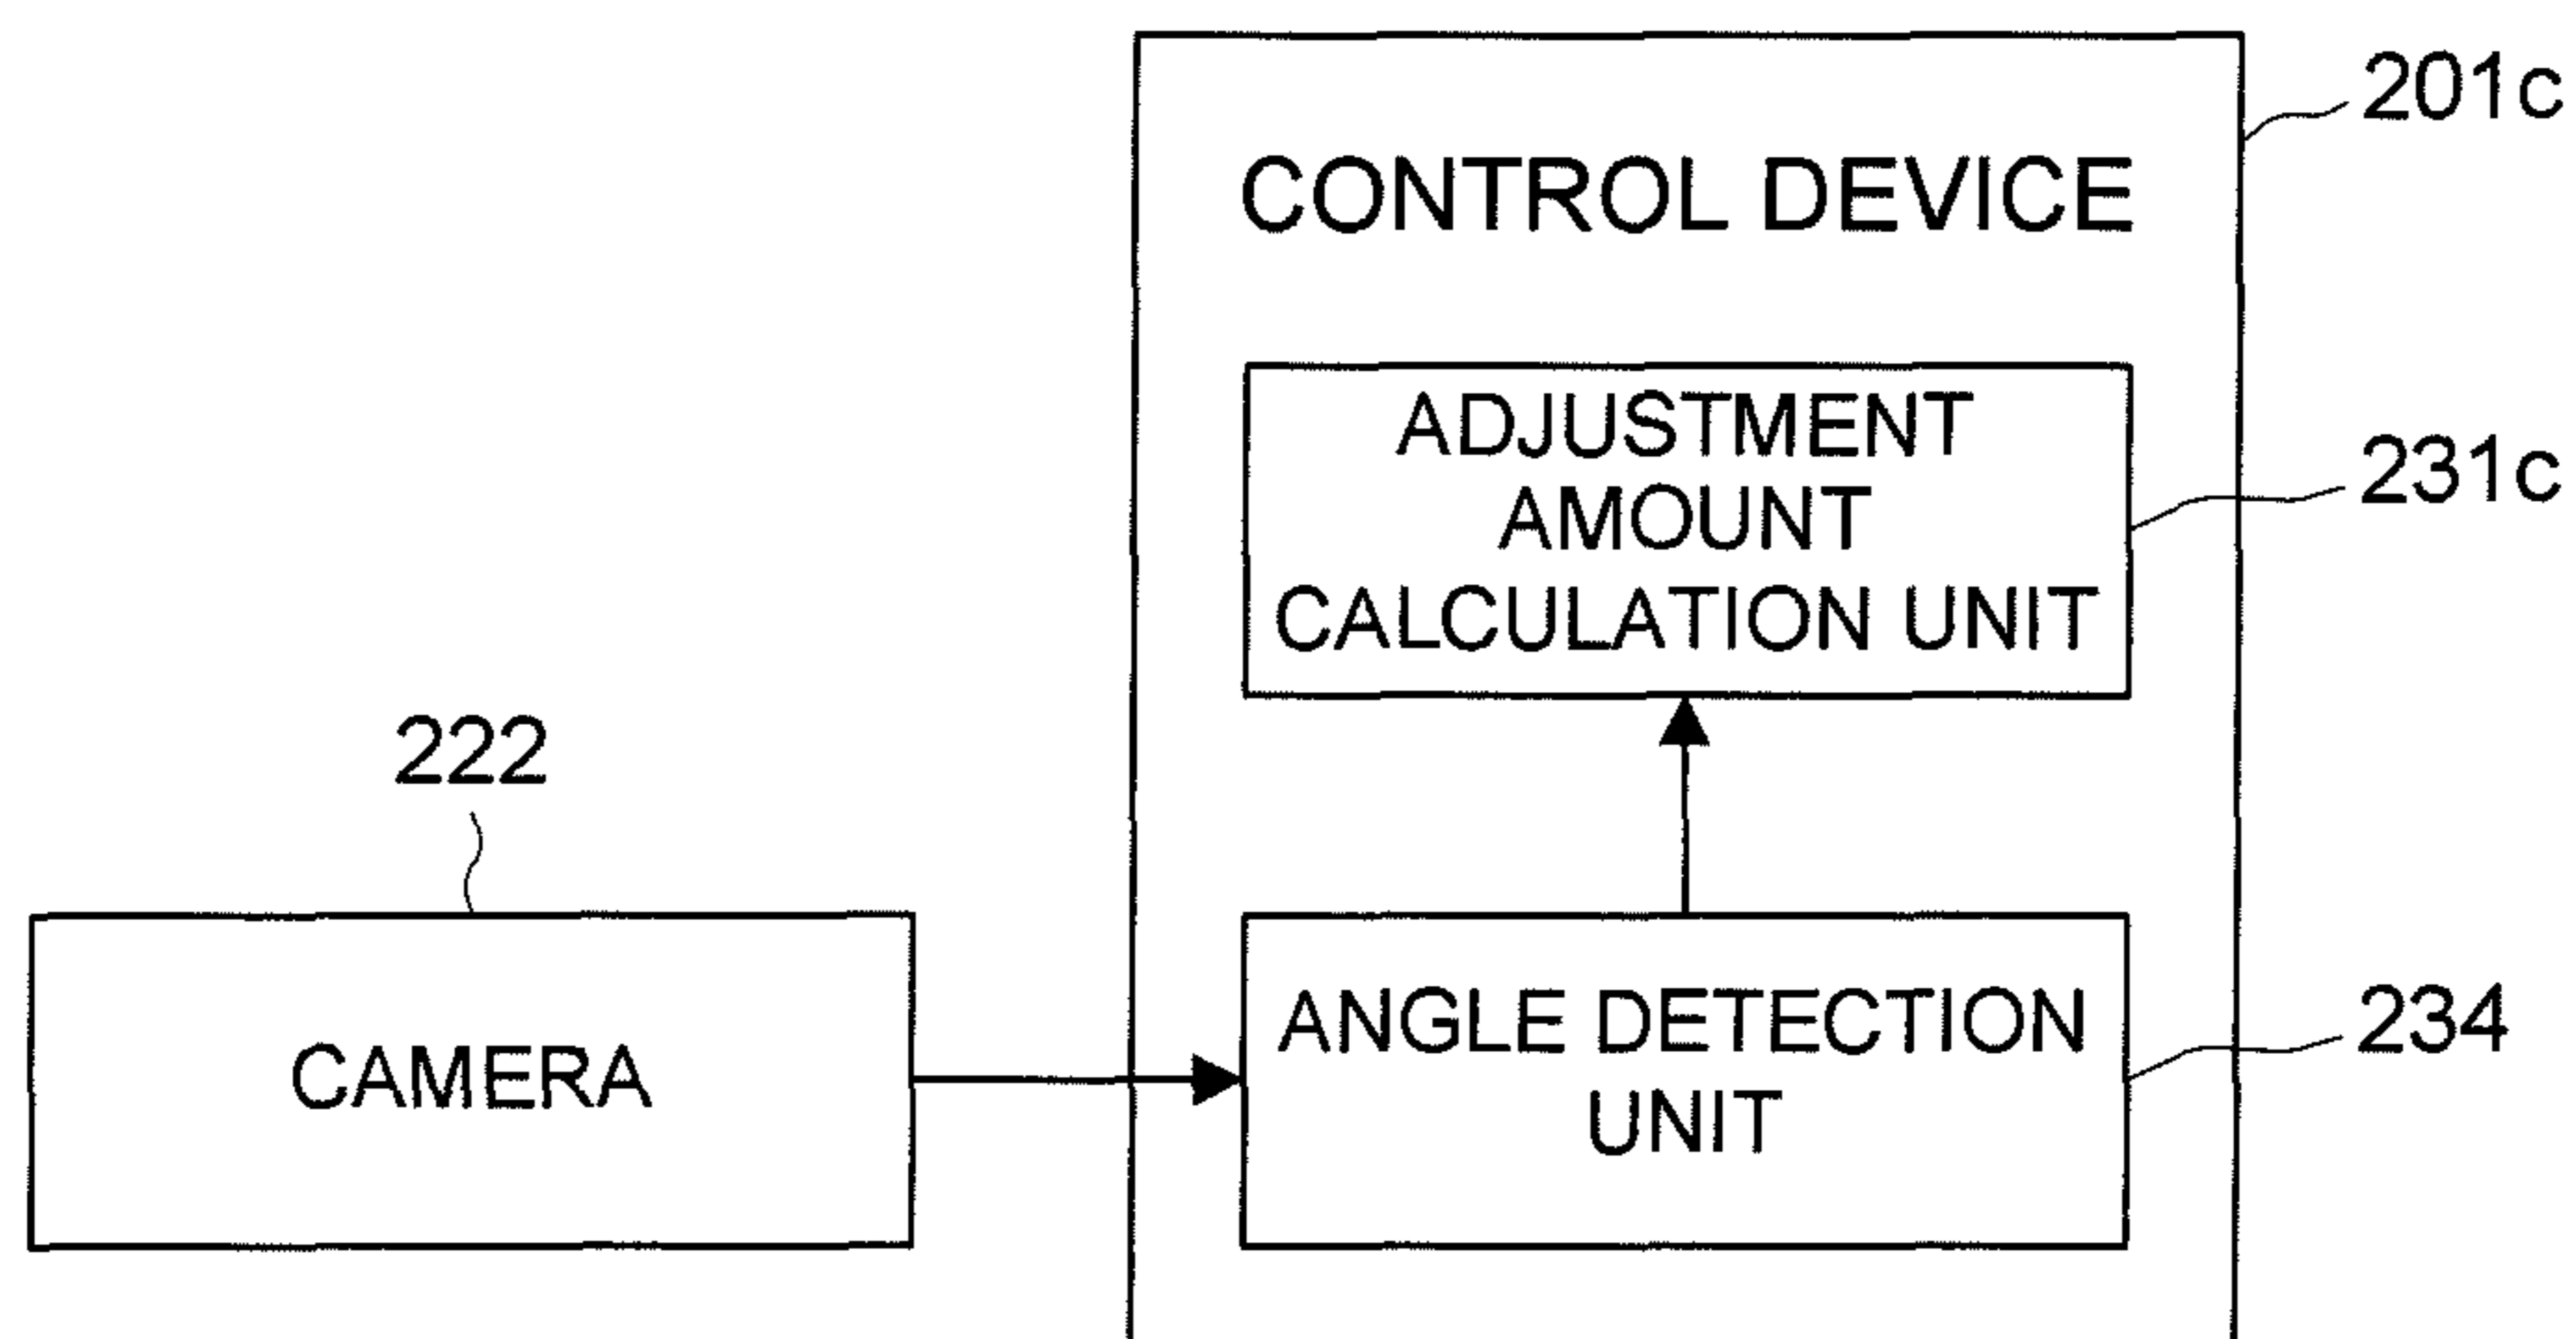 201c
CONTROL DEVICE
ADJUSTMENT
AMOUNT
CALCULATION UNIT
231c
222
CAMERA
ANGLE DETECTION
UNIT
234